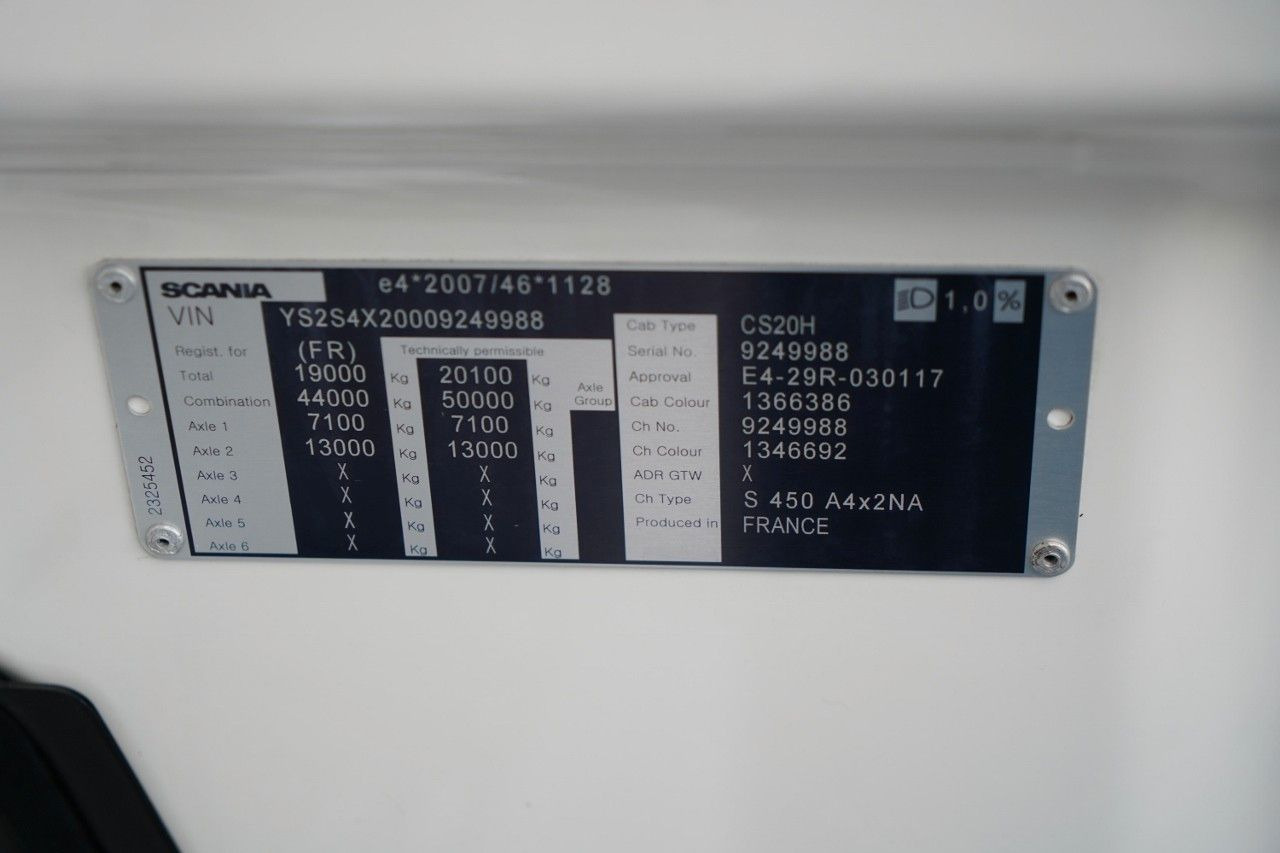 SCANIA e4*2007/46*1128 1,0 %
VIN YS2S4X20009249988
Regist. for (FR) Technically permissible
Total 19000 Kg 20100 Kg
Combination 44000 Kg 50000 Kg Axle Group
Axle 1 7100 Kg 7100 Kg
Axle 2 13000 Kg 13000 Kg
Axle 3 X Kg X Kg
Axle 4 X Kg X Kg
Axle 5 X Kg X Kg
Axle 6 X Kg X Kg
Cab Type CS20H
Serial No. 9249988
Approval E4-29R-030117
Cab Colour 1366386
Ch No. 9249988
Ch Colour 1346692
ADR GTW X
Ch Type S 450 A4x2NA
Produced in FRANCE
2325452